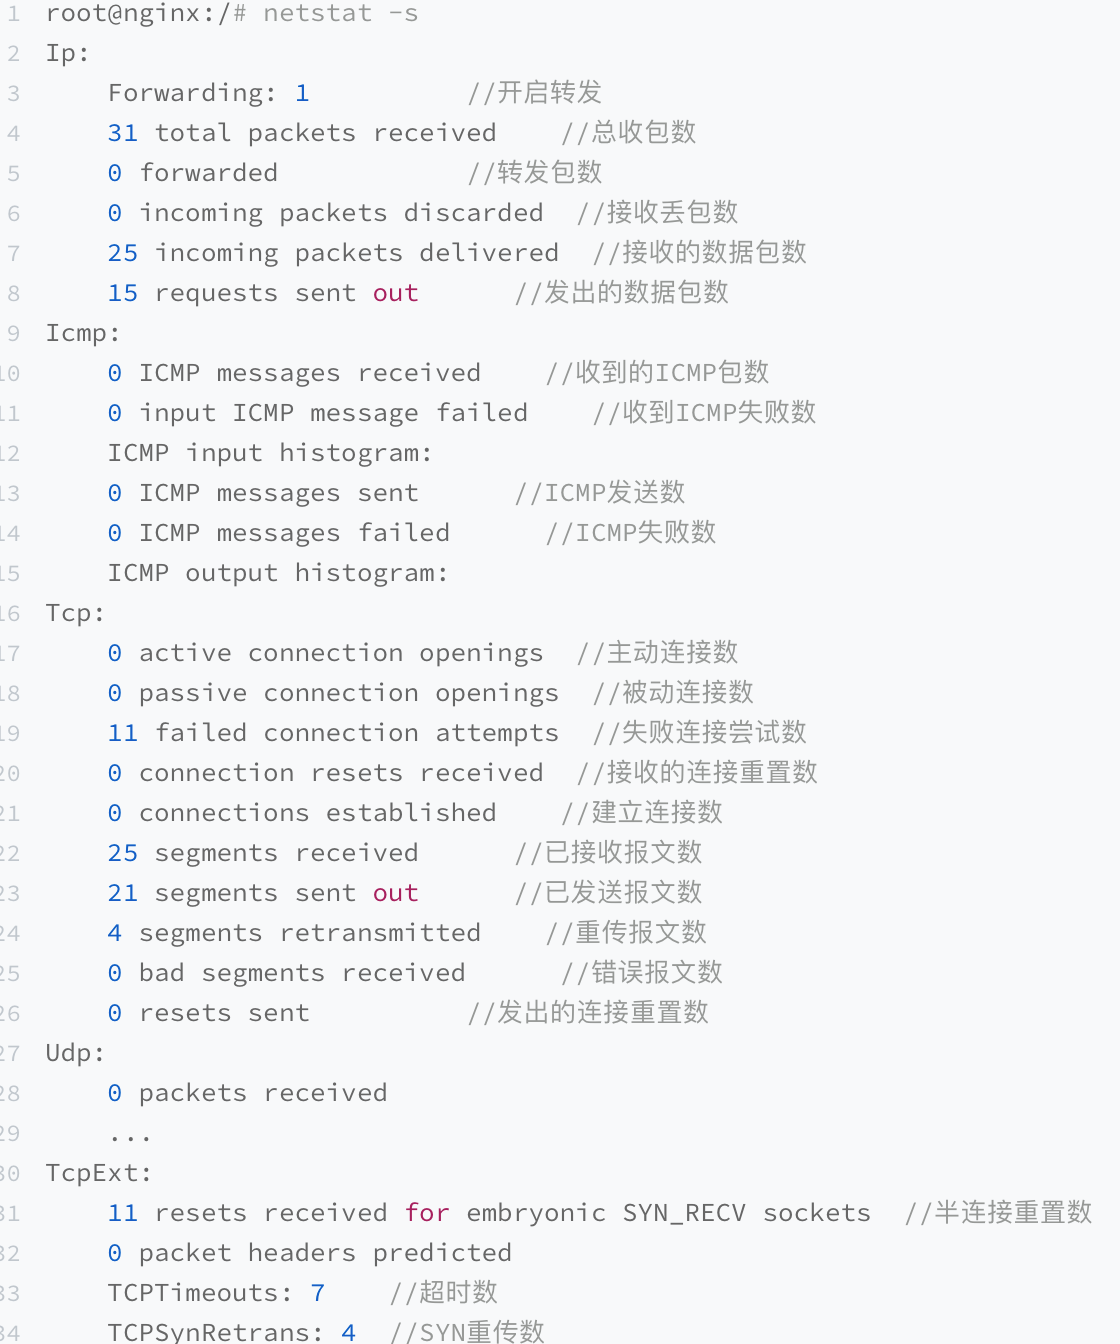 1 root@nginx:/# netstat -s
2 Ip:
3 Forwarding: 1 //开启转发
4 31 total packets received //总收包数
5 0 forwarded //转发包数
6 0 incoming packets discarded //接收丢包数
7 25 incoming packets delivered //接收的数据包数
8 15 requests sent out //发出的数据包数
9 Icmp:
10 0 ICMP messages received //收到的ICMP包数
11 0 input ICMP message failed //收到ICMP失败数
12 ICMP input histogram:
13 0 ICMP messages sent //ICMP发送数
14 0 ICMP messages failed //ICMP失败数
15 ICMP output histogram:
16 Tcp:
17 0 active connection openings //主动连接数
18 0 passive connection openings //被动连接数
19 11 failed connection attempts //失败连接尝试数
20 0 connection resets received //接收的连接重置数
21 0 connections established //建立连接数
22 25 segments received //已接收报文数
23 21 segments sent out //已发送报文数
24 4 segments retransmitted //重传报文数
25 0 bad segments received //错误报文数
26 0 resets sent //发出的连接重置数
27 Udp:
28 0 packets received
29 ...
30 TcpExt:
31 11 resets received for embryonic SYN_RECV sockets //半连接重置数
32 0 packet headers predicted
33 TCPTimeouts: 7 //超时数
34 TCPSynRetrans: 4 //SYN重传数